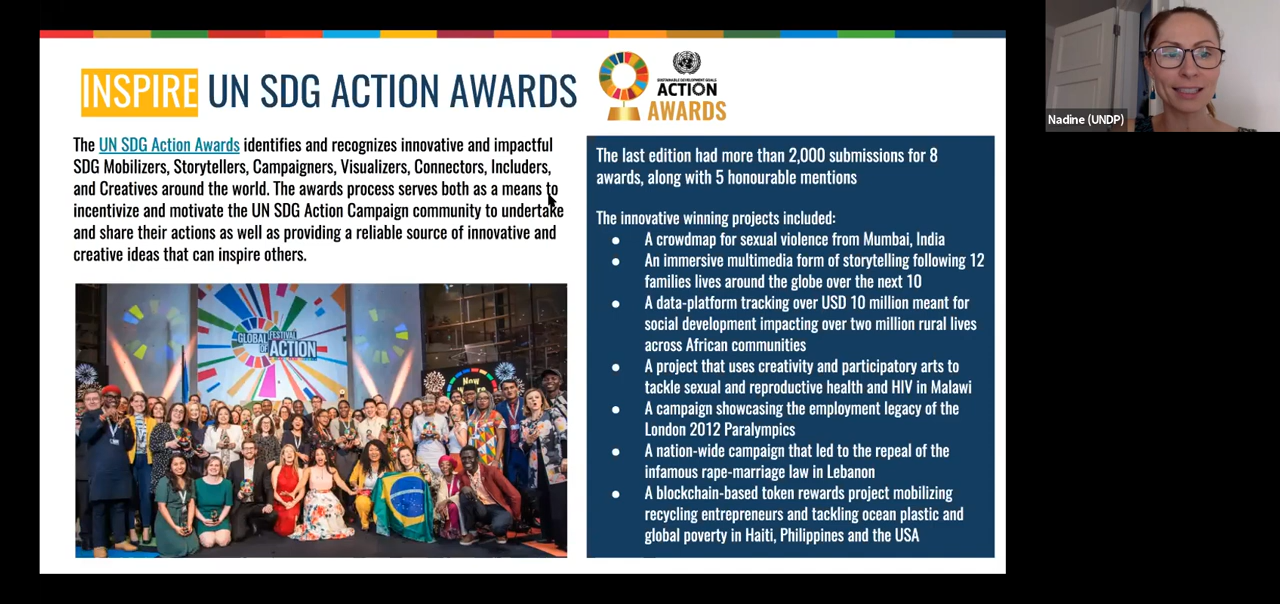 INSPIRE UN SDG ACTION AWARDS
SUSTAINABLE DEVELOPMENT GOALS
ACTION
AWARDS
The UN SDG Action Awards identifies and recognizes innovative and impactful
SDG Mobilizers, Storytellers, Campaigners, Visualizers, Connectors, Includers,
and Creatives around the world. The awards process serves both as a means to
incentivize and motivate the UN SDG Action Campaign community to undertake
and share their actions as well as providing a reliable source of innovative and
creative ideas that can inspire others.
GLOBAL FESTIVAL
OF ACTION
Now
The last edition had more than 2,000 submissions for 8
awards, along with 5 honourable mentions
The innovative winning projects included:
● A crowdmap for sexual violence from Mumbai, India
● An immersive multimedia form of storytelling following 12
families lives around the globe over the next 10
● A data-platform tracking over USD 10 million meant for
social development impacting over two million rural lives
across African communities
● A project that uses creativity and participatory arts to
tackle sexual and reproductive health and HIV in Malawi
● A campaign showcasing the employment legacy of the
London 2012 Paralympics
● A nation-wide campaign that led to the repeal of the
infamous rape-marriage law in Lebanon
● A blockchain-based token rewards project mobilizing
recycling entrepreneurs and tackling ocean plastic and
global poverty in Haiti, Philippines and the USA
Nadine (UNDP)